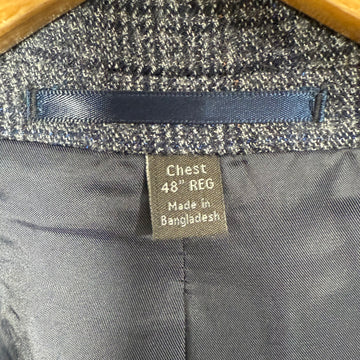 Chest
48" REG
Made in
Bangladesh